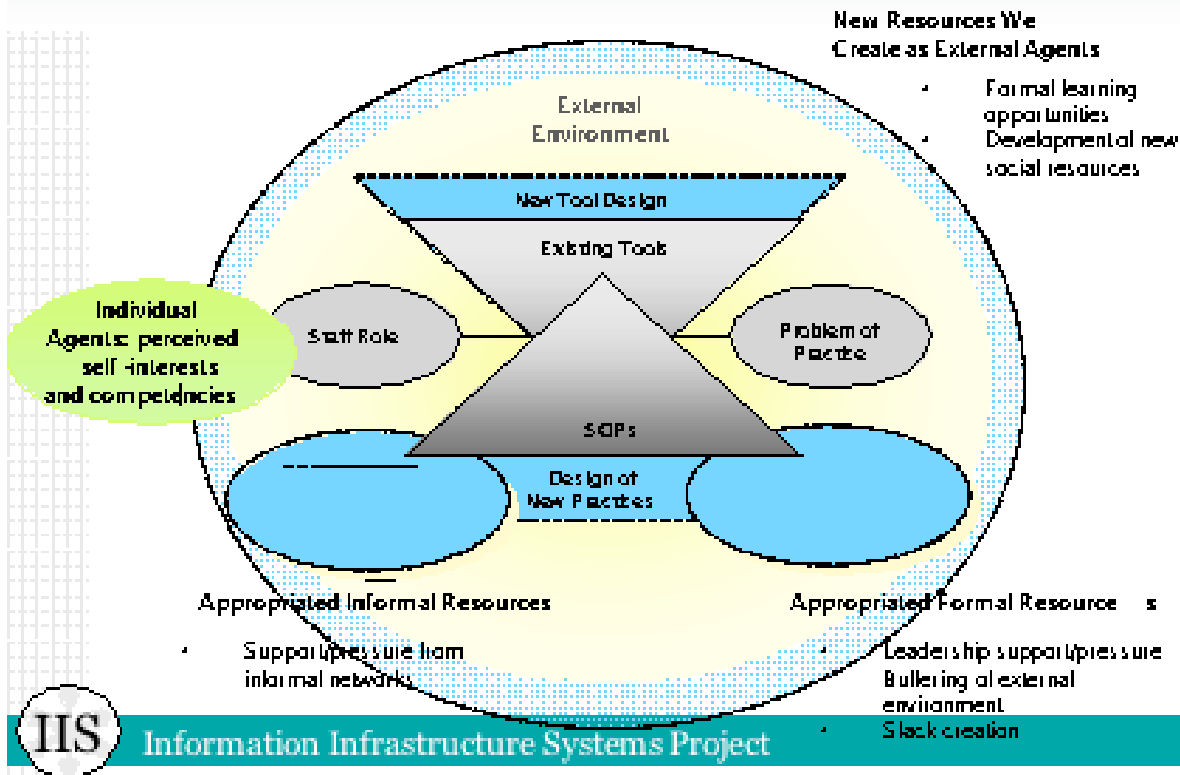 New Resources We
Create as External Agents
• Formal learning
opportunities
• Development of new
social resources
External
Environment
New Tool Design
Existing Tools
Individual
Agents: perceived
self -interests
and competencies
Staff Role
Problem of
Practice
SOPs
Design of
New Practices
Appropriated Informal Resources
• Support/pressure from
informal networks
Appropriated Formal Resource s
• Leadership support/pressure
Buffering of external
environment
• Slack creation
IIS
Information Infrastructure Systems Project